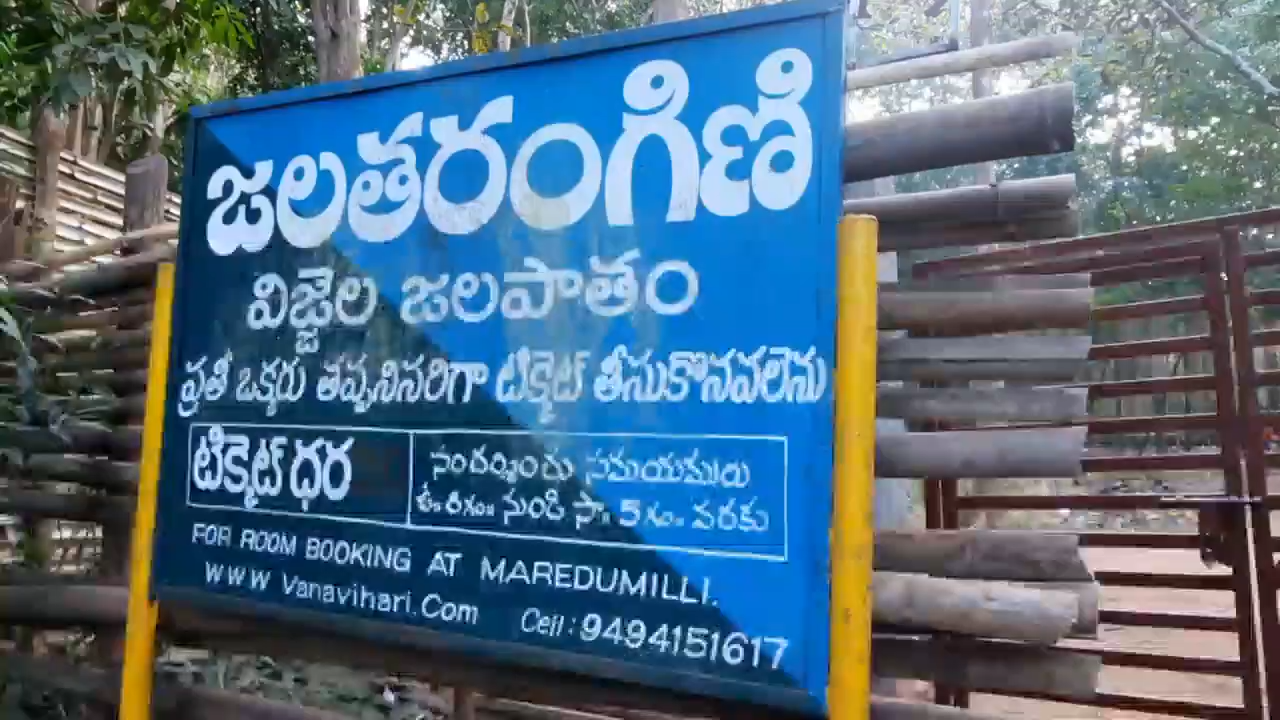 జలతరంగిణి
విజ్జెల జలపాతం
ప్రతీ ఒక్కరు తప్పనిసరిగా టిక్కెట్ తీసుకొనవలెను
టిక్కెట్ ధర
సందర్శించు సమయములు
ఉ. 8 గం. నుండి సా. 5 గం. వరకు
FOR ROOM BOOKING AT MAREDUMILLI.
WWW Vanavihari.Com Cell : 9494151617